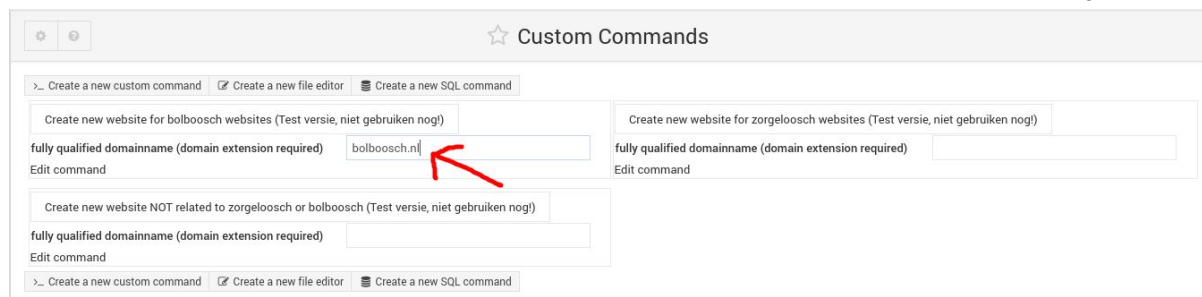 Custom Commands
>_ Create a new custom command Create a new file editor Create a new SQL command
Create new website for bolboosch websites (Test versie, niet gebruiken nog!)
fully qualified domainname (domain extension required) bolboosch.nl
Edit command
Create new website for zorgeloosch websites (Test versie, niet gebruiken nog!)
fully qualified domainname (domain extension required)
Edit command
Create new website NOT related to zorgeloosch or bolboosch (Test versie, niet gebruiken nog!)
fully qualified domainname (domain extension required)
Edit command
>_ Create a new custom command Create a new file editor Create a new SQL command